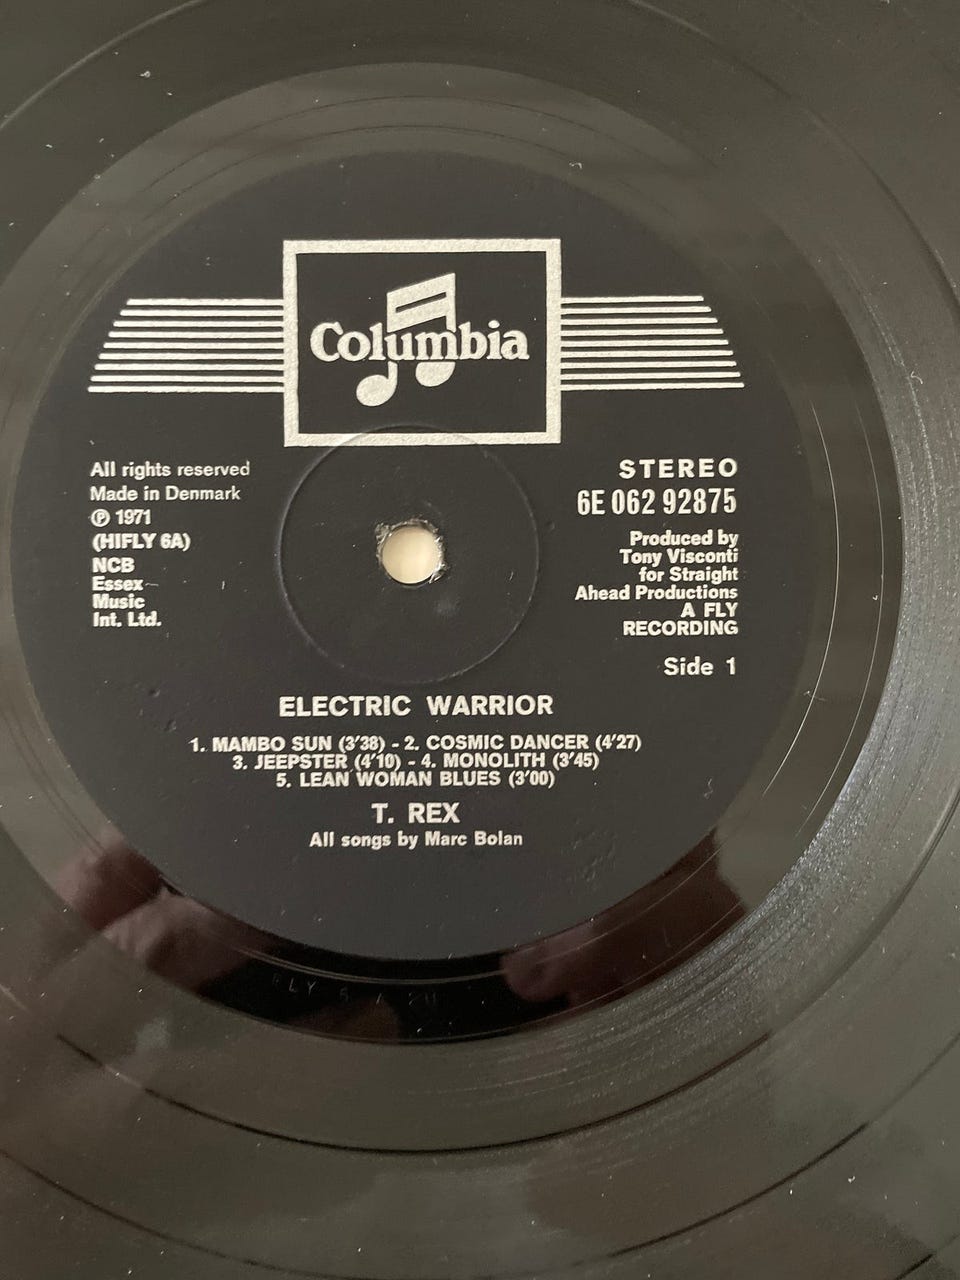 Columbia
All rights reserved
Made in Denmark
℗ 1971
(HIFLY 6A)
NCB
Essex
Music
Int. Ltd.
STEREO
6E 062 92875
Produced by
Tony Visconti
for Straight
Ahead Productions
A FLY
RECORDING
Side 1
ELECTRIC WARRIOR
1. MAMBO SUN (3'38) - 2. COSMIC DANCER (4'27)
3. JEEPSTER (4'10) - 4. MONOLITH (3'45)
5. LEAN WOMAN BLUES (3'00)
T. REX
All songs by Marc Bolan